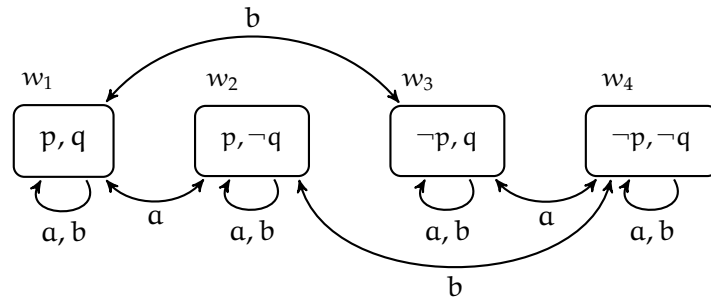 b
w₁ w₂ w₃ w₄
p, q p, ¬q ¬p, q ¬p, ¬q
a a
a, b a, b a, b a, b
b